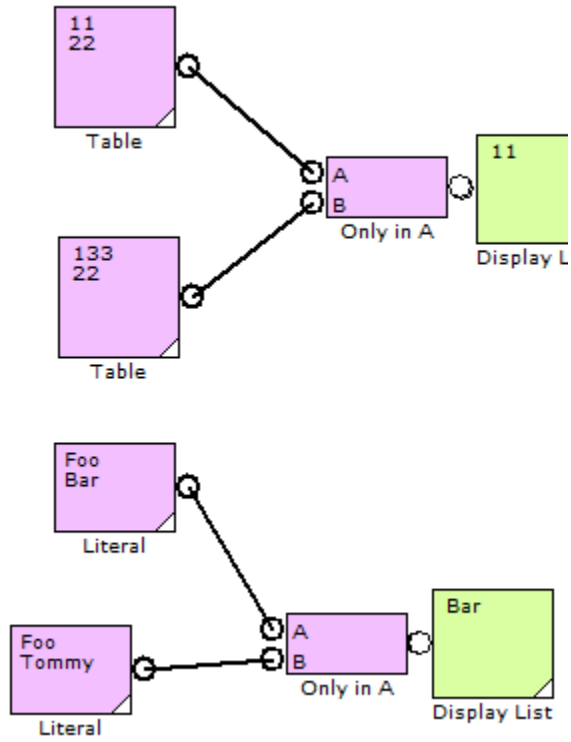 11
22
Table
A
B
Only in A
11
Display L
133
22
Table
Foo
Bar
Literal
A
B
Only in A
Bar
Display List
Foo
Tommy
Literal